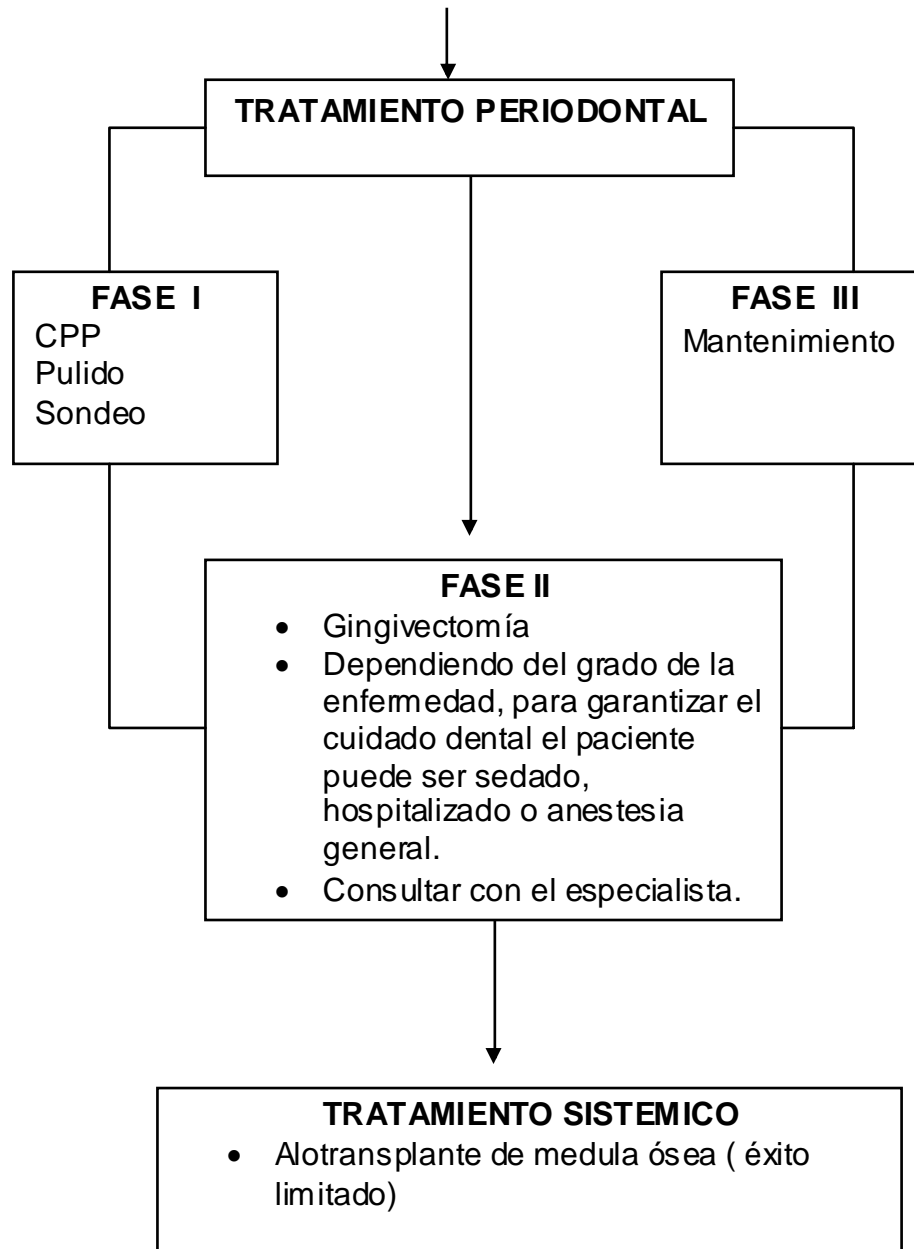 TRATAMIENTO PERIODONTAL
FASE I
CPP
Pulido
Sondeo
FASE III
Mantenimiento
FASE II
• Gingivectomía
• Dependiendo del grado de la
enfermedad, para garantizar el
cuidado dental el paciente
puede ser sedado,
hospitalizado o anestesia
general.
• Consultar con el especialista.
TRATAMIENTO SISTEMICO
• Alotransplante de medula ósea ( éxito
limitado)